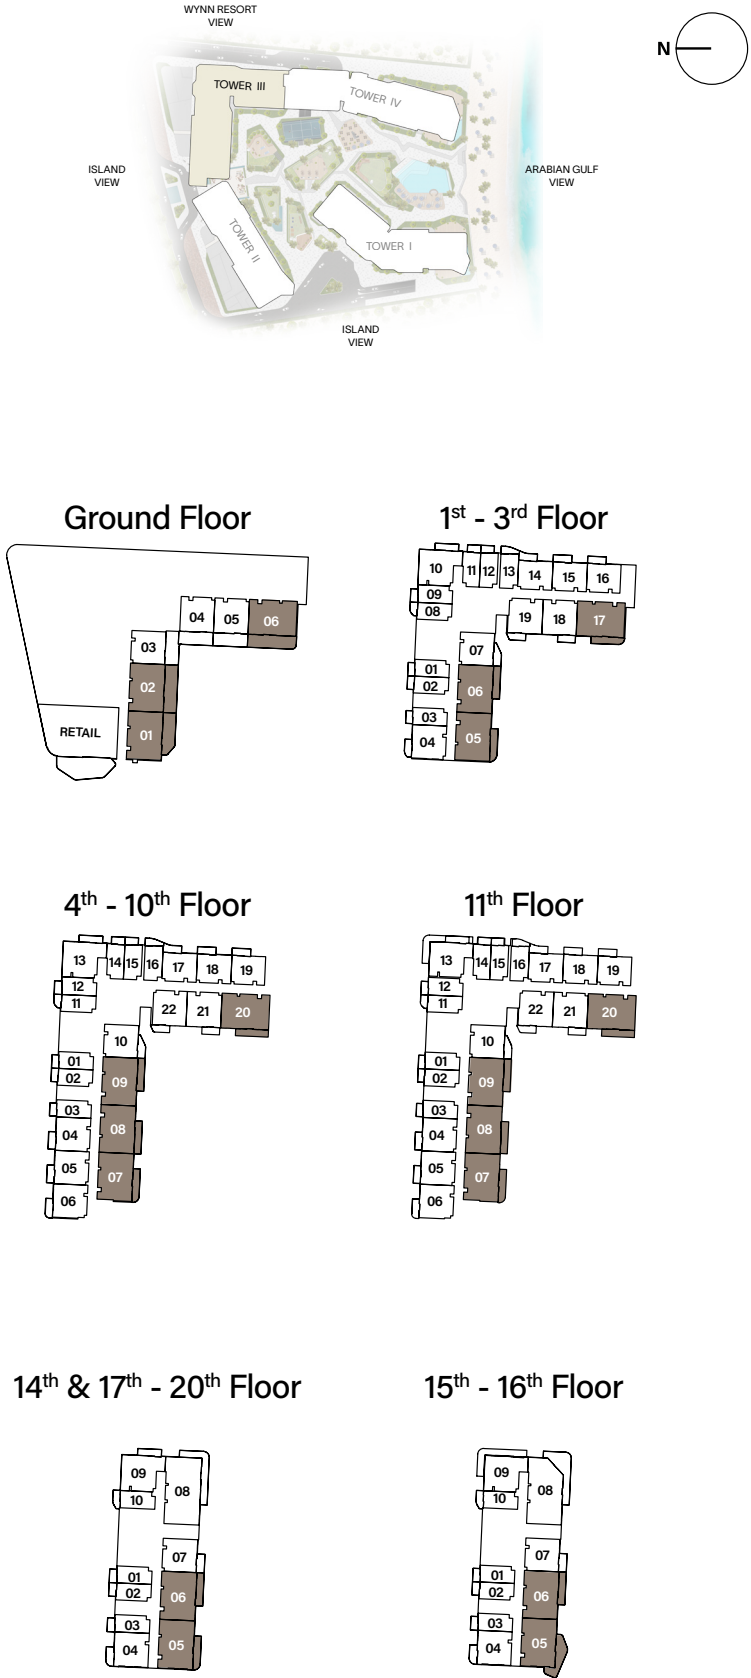 WYNN RESORT
VIEW
N
TOWER III
TOWER IV
ISLAND
VIEW
ARABIAN GULF
VIEW
TOWER II
TOWER I
ISLAND
VIEW
Ground Floor
04 05 06
03
02
01
RETAIL
1st - 3rd Floor
10 11 12 13 14 15 16
09
08
19 18 17
07
01
02
06
03
04
05
4th - 10th Floor
13 14 15 16 17 18 19
12
11
22 21 20
10
01
02
09
03
04
08
05
07
06
11th Floor
13 14 15 16 17 18 19
12
11
22 21 20
10
01
02
09
03
04
08
05
07
06
14th & 17th - 20th Floor
09
08
10
07
01
02
06
03
04
05
15th - 16th Floor
09
08
10
07
01
02
06
03
04
05